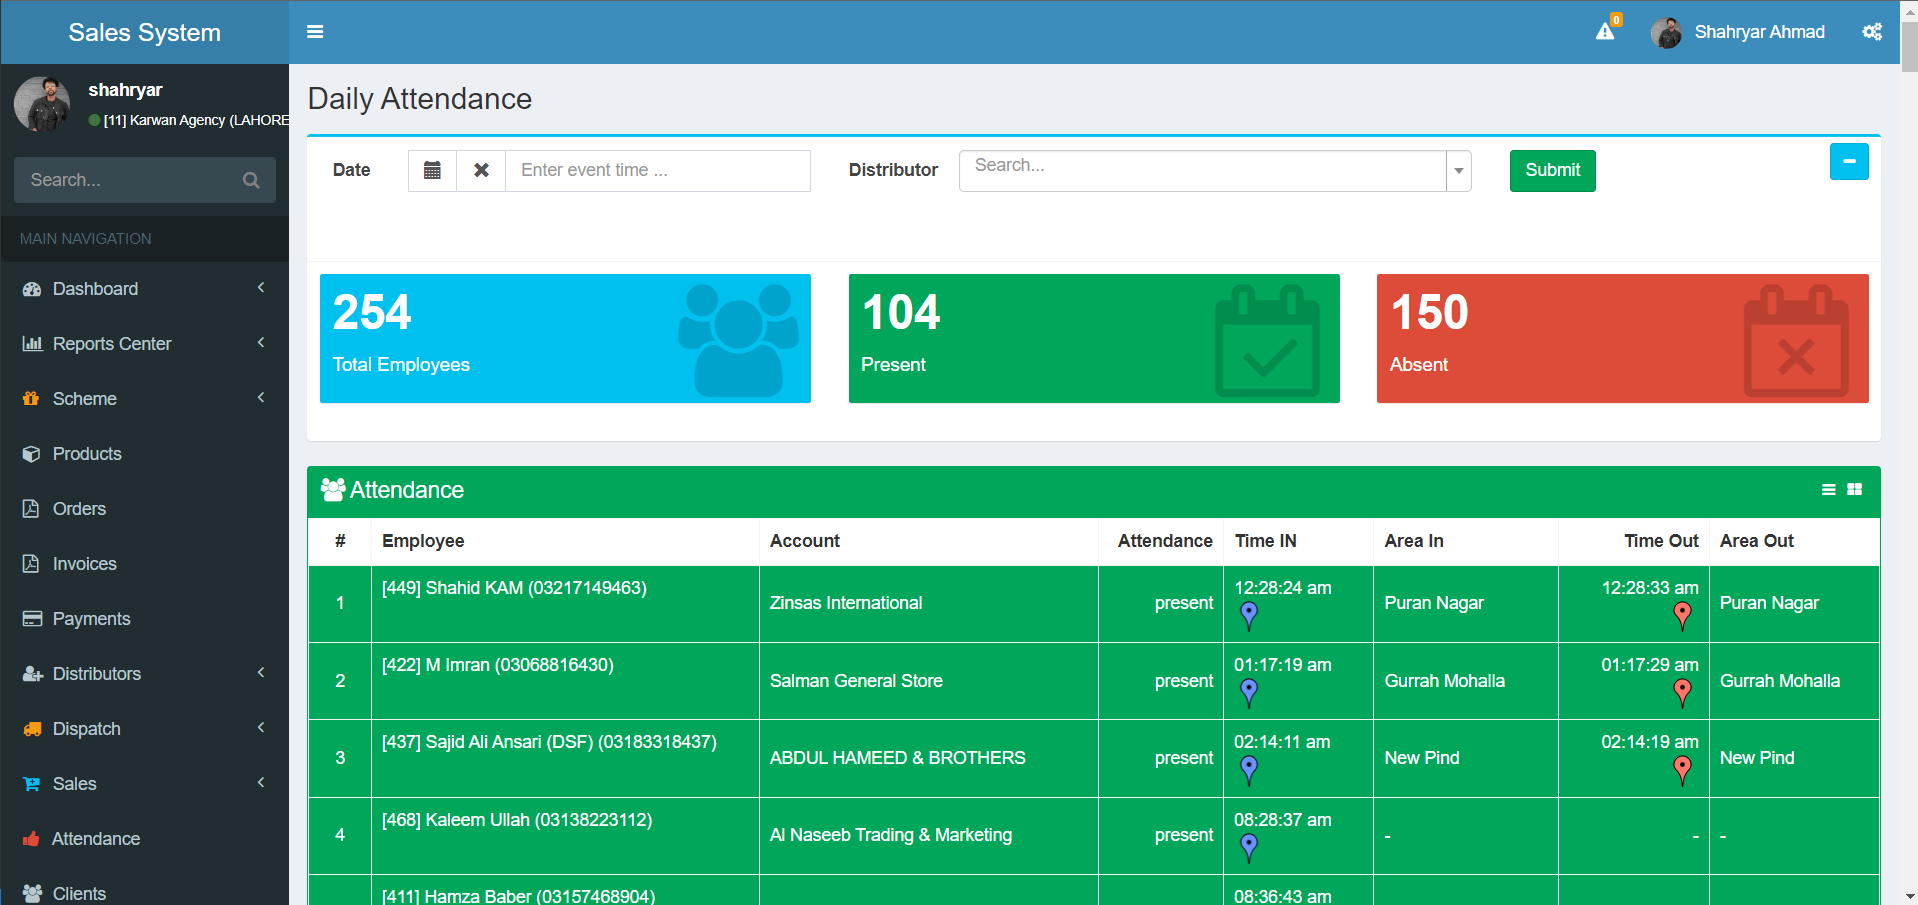 Sales System
0
Shahryar Ahmad
shahryar
[11] Karwan Agency (LAHORE
Search...
MAIN NAVIGATION
Dashboard
Reports Center
Scheme
Products
Orders
Invoices
Payments
Distributors
Dispatch
Sales
Attendance
Clients
Daily Attendance
Date Enter event time ... Distributor Search... Submit
254
Total Employees
104
Present
150
Absent
Attendance
# Employee Account Attendance Time IN Area In Time Out Area Out
1 [449] Shahid KAM (03217149463) Zinsas International present 12:28:24 am Puran Nagar 12:28:33 am Puran Nagar
2 [422] M Imran (03068816430) Salman General Store present 01:17:19 am Gurrah Mohalla 01:17:29 am Gurrah Mohalla
3 [437] Sajid Ali Ansari (DSF) (03183318437) ABDUL HAMEED & BROTHERS present 02:14:11 am New Pind 02:14:19 am New Pind
4 [468] Kaleem Ullah (03138223112) Al Naseeb Trading & Marketing present 08:28:37 am - - -
[411] Hamza Baber (03157468904) 08:36:43 am